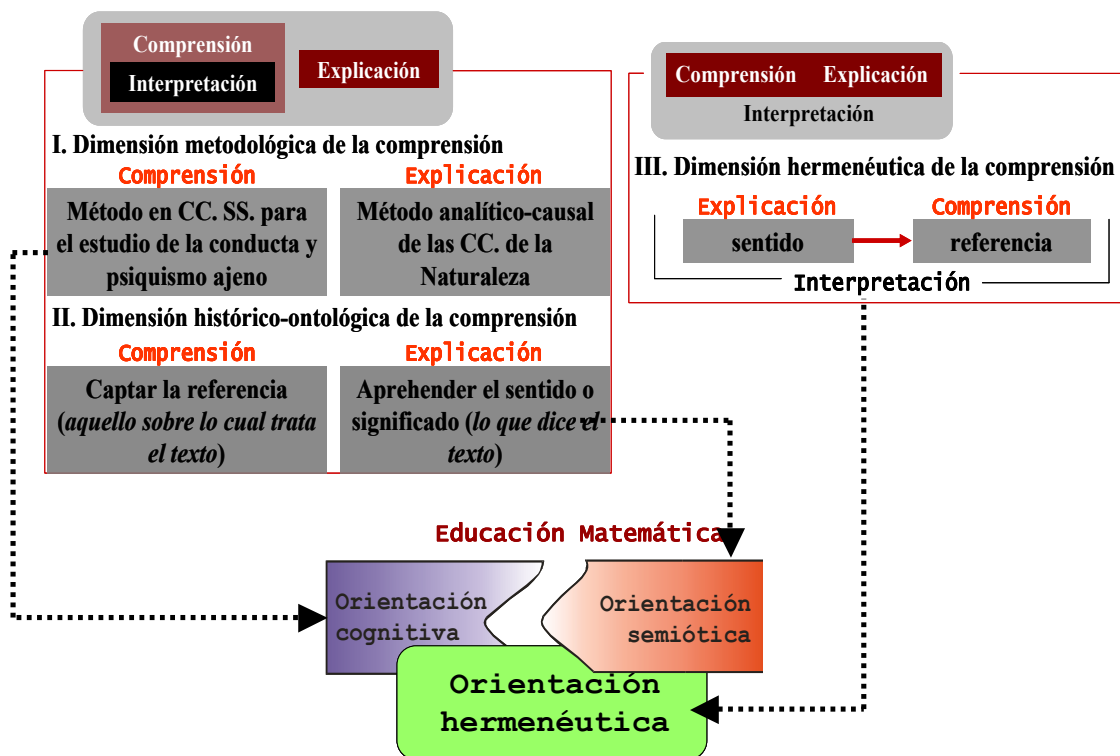 Comprensión
Interpretación
Explicación
I. Dimensión metodológica de la comprensión
Comprensión
Método en CC. SS. para
el estudio de la conducta y
psiquismo ajeno
Explicación
Método analítico-causal
de las CC. de la
Naturaleza
II. Dimensión histórico-ontológica de la comprensión
Comprensión
Captar la referencia
(aquello sobre lo cual trata
el texto)
Explicación
Aprehender el sentido o
significado (lo que dice el
texto)
Comprensión Explicación
Interpretación
III. Dimensión hermenéutica de la comprensión
Explicación
sentido
Comprensión
referencia
Interpretación
Educación Matemática
Orientación
cognitiva
Orientación
semiótica
Orientación
hermenéutica